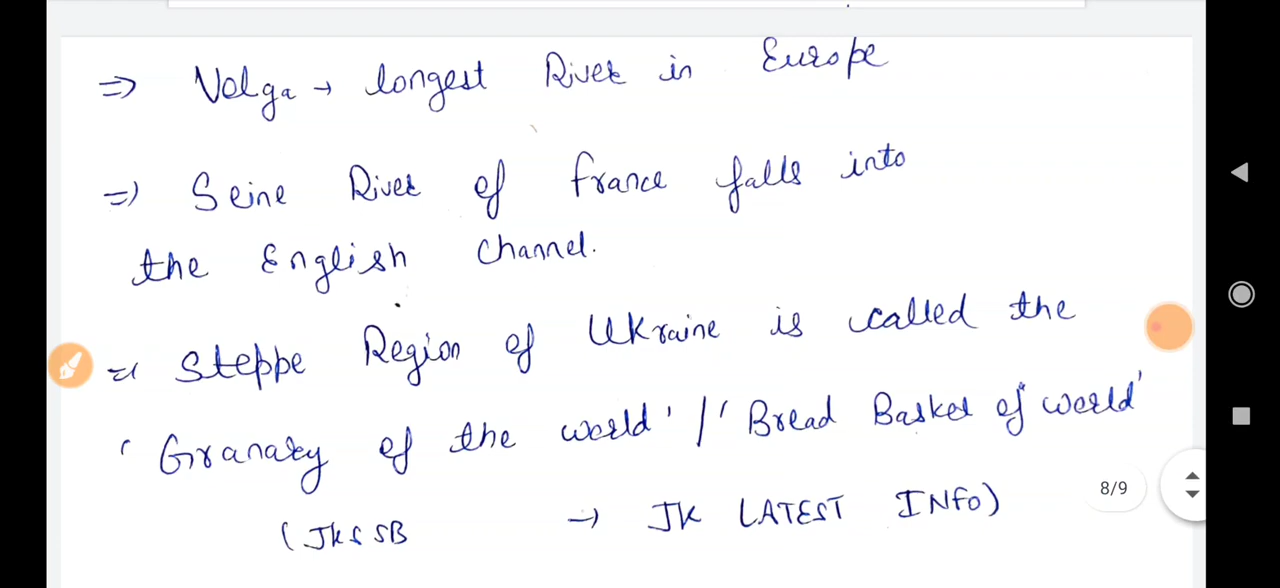 ⇒ Volga → longest River in Europe
⇒ Seine River of france falls into
the English Channel.
⇒ Steppe Region of Ukraine is called the
' Granary of the world ' / ' Bread Basket of world '
(JKSSB → JK LATEST INFO)
8/9